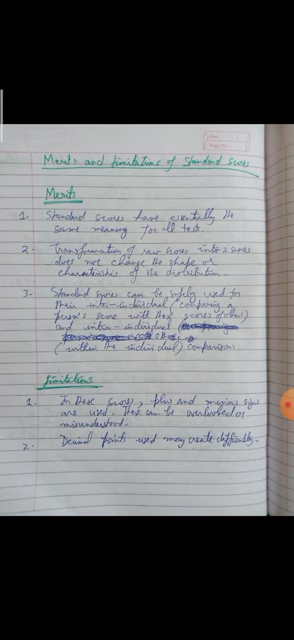 Merits and Limitations of Standard Scores
Merits
1. Standard scores have essentially the
same meaning for all tests.
2. Transformation of raw scores into z scores
does not change the shape or
characteristics of the distribution.
3. Standard scores can be safely used for
their inter-individual (comparing a
person's score with the scores of other)
and intra-individual
(within the individual) comparison.
Limitations
1. In these scores, plus and minus signs
are used. They can be overlooked or
misunderstood.
2. Decimal points used may create difficulty.